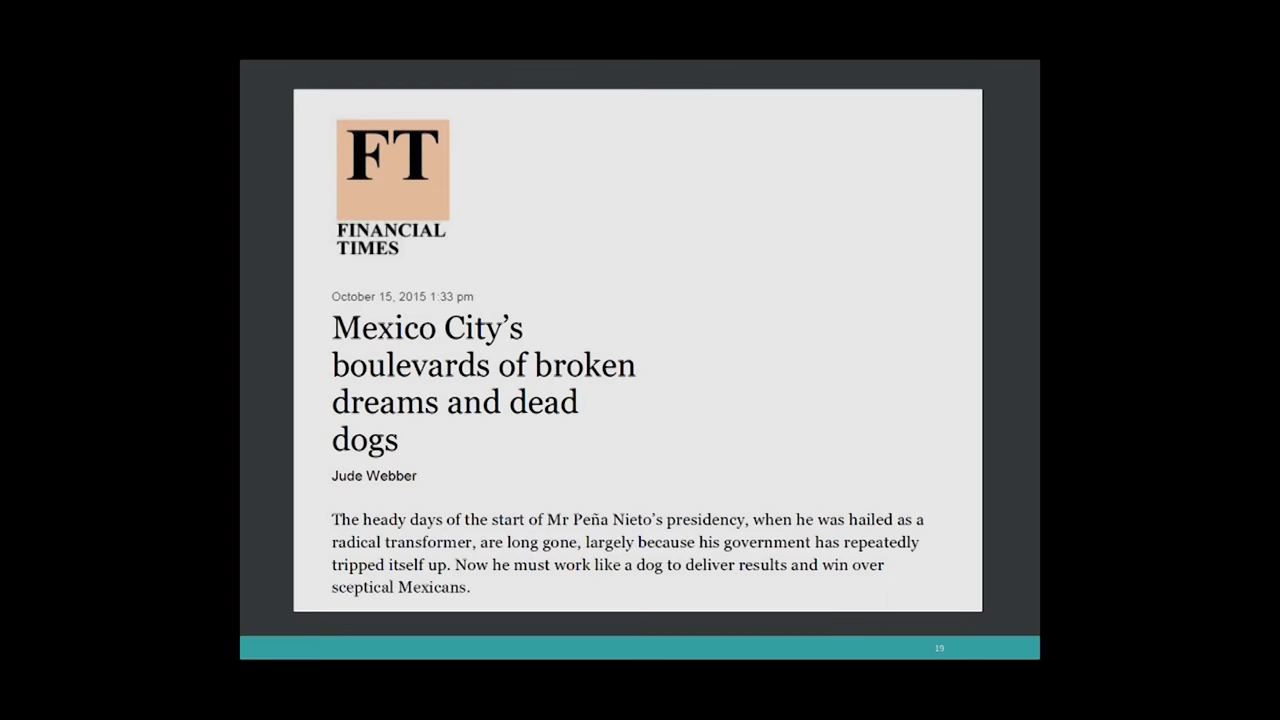 FT
FINANCIAL
TIMES
October 15, 2015 1:33 pm
Mexico City’s
boulevards of broken
dreams and dead
dogs
Jude Webber
The heady days of the start of Mr Peña Nieto’s presidency, when he was hailed as a
radical transformer, are long gone, largely because his government has repeatedly
tripped itself up. Now he must work like a dog to deliver results and win over
sceptical Mexicans.
19